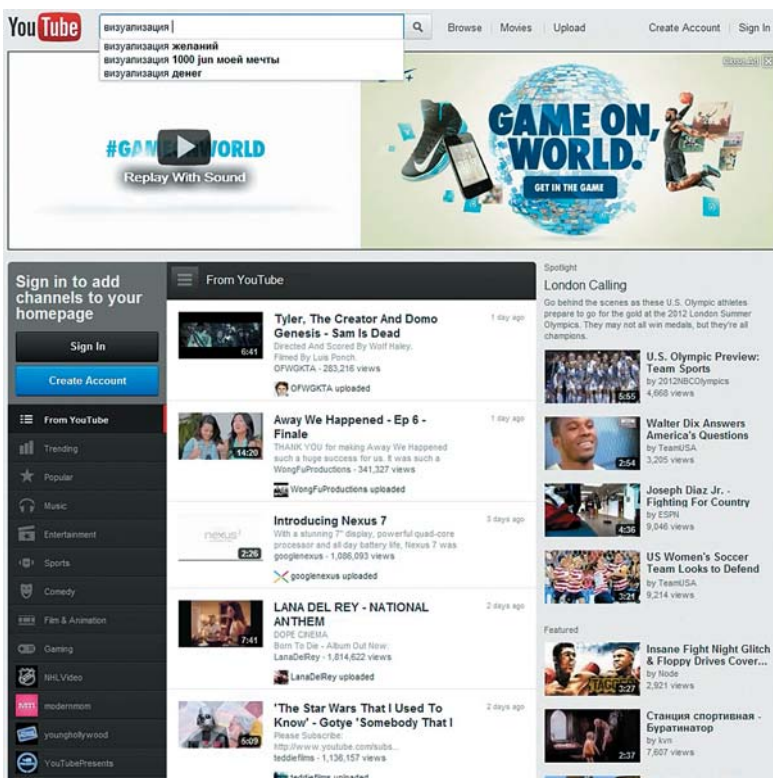 YouTube
визуализация
Browse
Movies
Upload
Create Account
Sign In
визуализация желаний
визуализация 1000 jun моей мечты
визуализация денег
Close Ad X
Replay With Sound
GAME ON,
WORLD.
GET IN THE GAME
Sign in to add
channels to your
homepage
Sign In
Create Account
From YouTube
Trending
Popular
Music
Entertainment
Sports
Comedy
Film & Animation
Gaming
NHLVideo
modernmom
younghollywood
YouTubePresents
From YouTube
6:41
Tyler, The Creator And Domo
Genesis - Sam Is Dead
1 day ago
Directed And Scored By Wolf Haley.
Filmed By Luis Ponch.
OFWGKTA - 283,216 views
OFWGKTA uploaded
14:20
Away We Happened - Ep 6 -
Finale
1 day ago
THANK YOU for making Away We Happened
such a huge success for us. It was such a
WongFuProductions - 341,327 views
WongFuProductions uploaded
nexus
2:26
Introducing Nexus 7
3 days ago
With a stunning 7" display, powerful quad-core
processor and all day battery life, Nexus 7 was
googlenexus - 1,086,093 views
googlenexus uploaded
7:41
LANA DEL REY - NATIONAL
ANTHEM
2 days ago
DOPE CINEMA
Born To Die - Album Out Now:
LanaDelRey - 1,814,622 views
LanaDelRey uploaded
5:09
'The Star Wars That I Used To
Know' - Gotye 'Somebody That I
2 days ago
Please Subscribe:
http://www.youtube.com/subs...
teddiefilms - 1,136,157 views
teddiefilms uploaded
Spotlight
London Calling
Go behind the scenes as these U.S. Olympic athletes
prepare to go for the gold at the 2012 London Summer
Olympics. They may not all win medals, but they're all
champions.
5:55
U.S. Olympic Preview:
Team Sports
by 2012NBCOlympics
4,668 views
2:54
Walter Dix Answers
America's Questions
by TeamUSA
3,205 views
4:36
Joseph Diaz Jr. -
Fighting For Country
by ESPN
9,046 views
3:21
US Women's Soccer
Team Looks to Defend
by TeamUSA
9,214 views
Featured
3:27
Insane Fight Night Glitch
& Floppy Drives Cover...
by Node
2,921 views
2:37
Станция спортивная -
Буратинатор
by kvn
7,607 views